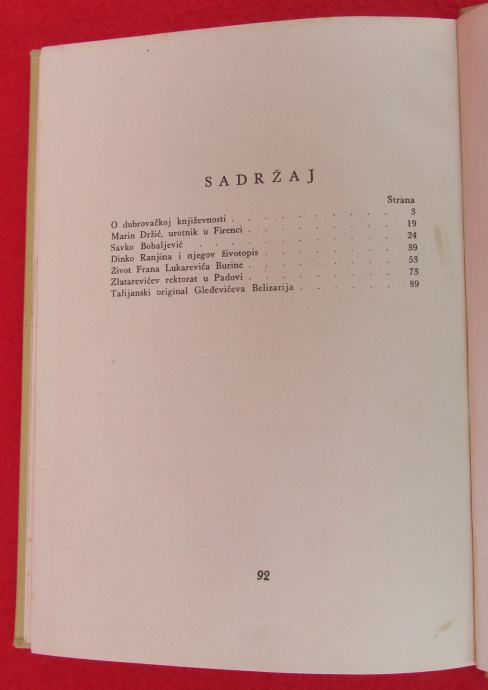 SADRŽAJ
Strana
O dubrovačkoj književnosti . . . . . . . . . 3
Marin Držić, urotnik u Firenci . . . . . . . 19
Savko Bobaljević . . . . . . . . . . 24
Dinko Ranjina i njegov životopis . . . . . . 39
Život Frana Lukarevića Burine . . . . . . . 53
Zlatarevićev rektorat u Padovi . . . . . . . 73
Talijanski original Gleđevićeva Belizarija . . . . . 89
92